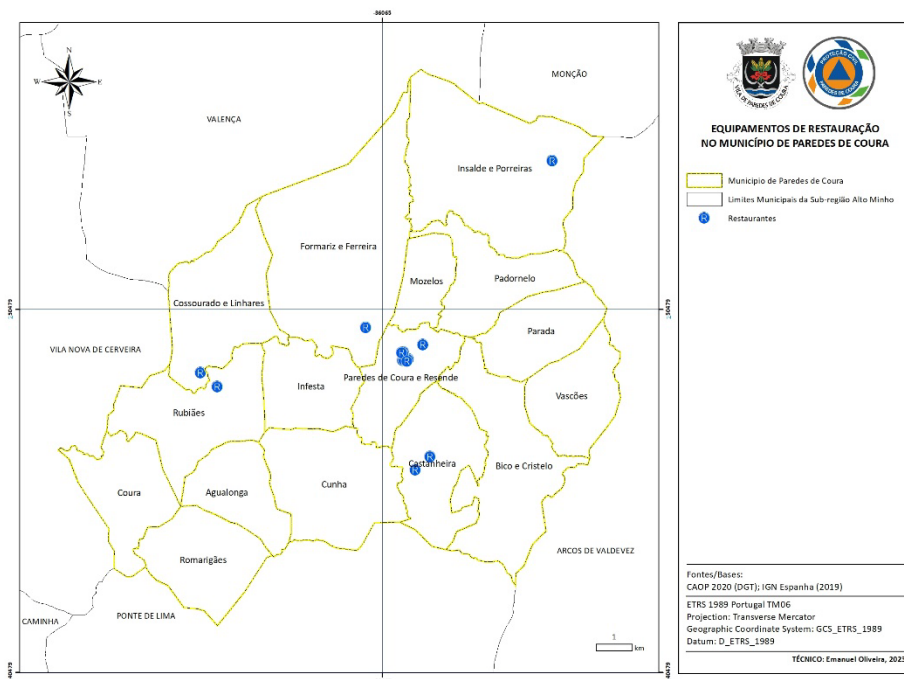 -36065
N
W
E
S
MONÇÃO
VALENÇA
Insalde e Porreiras
R
Formariz e Ferreira
Mozelos
Padornelo
Cossourado e Linhares
Parada
R
R
R
VILA NOVA DE CERVEIRA
R
R
Paredes de Coura e Resende
Infesta
R
R
Vascões
Rubiães
R
Castanheira
Bico e Cristelo
R
Coura
Agualonga
Cunha
ARCOS DE VALDEVEZ
Romarigães
CAMINHA
PONTE DE LIMA
1
km
VILA DE PAREDES DE COURA
PROTEÇÃO CIVIL
PAREDES DE COURA
EQUIPAMENTOS DE RESTAURAÇÃO
NO MUNICÍPIO DE PAREDES DE COURA
Município de Paredes de Coura
Limites Municipais da Sub-região Alto Minho
R Restaurantes
Fontes/Bases:
CAOP 2020 (DGT); IGN Espanha (2019)
ETRS 1989 Portugal TM06
Projection: Transverse Mercator
Geographic Coordinate System: GCS_ETRS_1989
Datum: D_ETRS_1989
TÉCNICO: Emanuel Oliveira, 2023